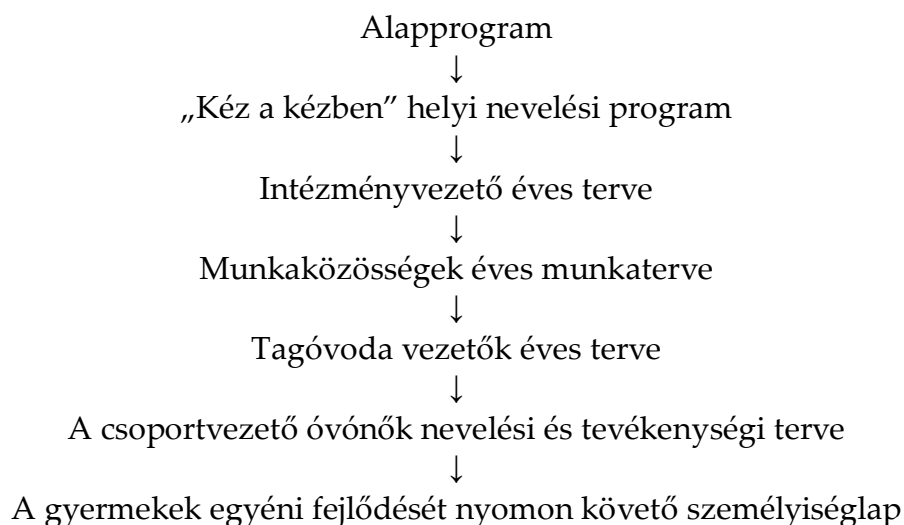 Alapprogram
↓
„Kéz a kézben” helyi nevelési program
↓
Intézményvezető éves terve
↓
Munkaközösségek éves munkaterve
↓
Tagóvoda vezetők éves terve
↓
A csoportvezető óvónők nevelési és tevékenységi terve
↓
A gyermekek egyéni fejlődését nyomon követő személyiséglap